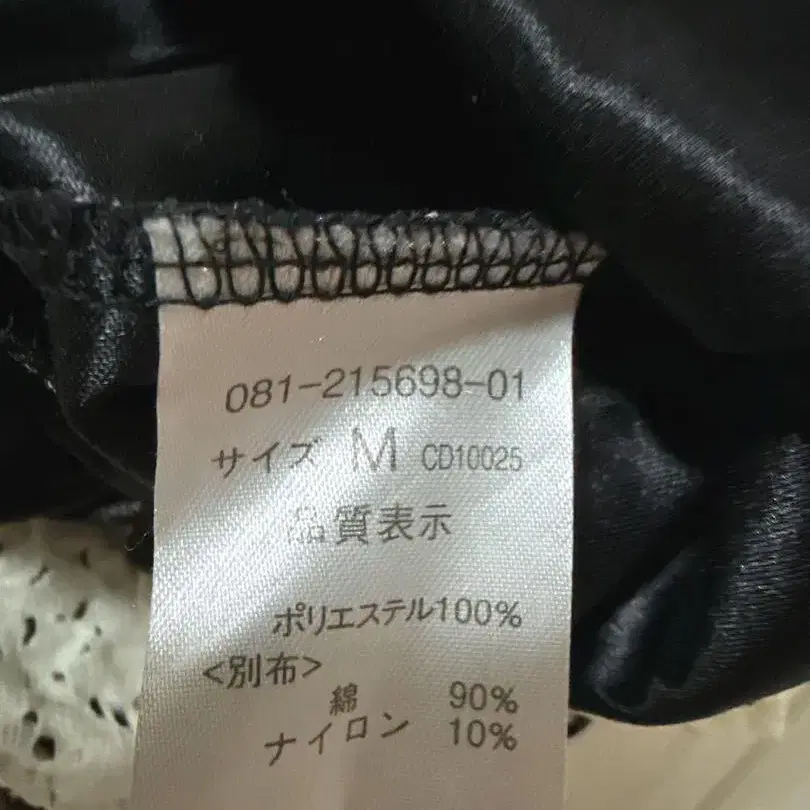 081-215698-01
サイズ M CD10025
品質表示
ポリエステル100%
<別布>
綿 90%
ナイロン 10%